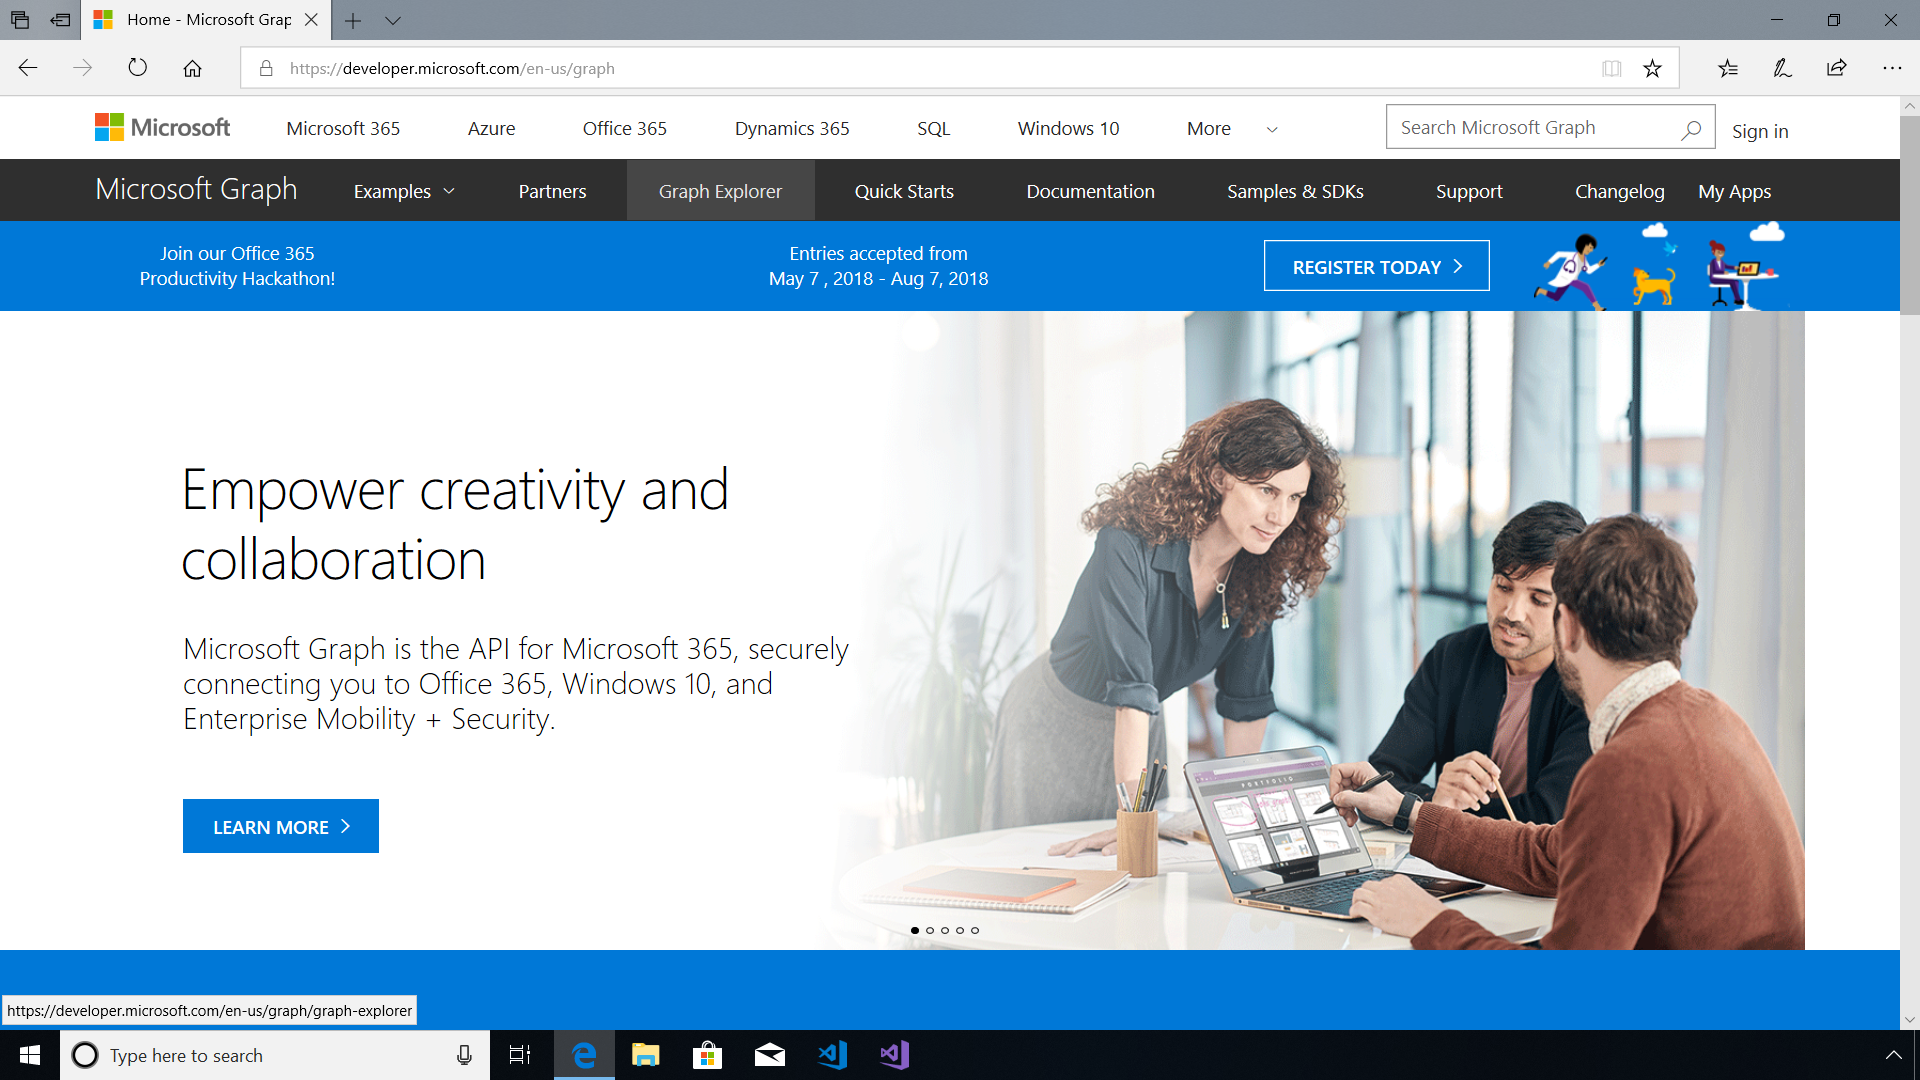 Home - Microsoft Grap
https://developer.microsoft.com/en-us/graph
Microsoft
Microsoft 365
Azure
Office 365
Dynamics 365
SQL
Windows 10
More
Search Microsoft Graph
Sign in
Microsoft Graph
Examples
Partners
Graph Explorer
Quick Starts
Documentation
Samples & SDKs
Support
Changelog
My Apps
Join our Office 365
Productivity Hackathon!
Entries accepted from
May 7 , 2018 - Aug 7, 2018
REGISTER TODAY
Empower creativity and
collaboration
Microsoft Graph is the API for Microsoft 365, securely
connecting you to Office 365, Windows 10, and
Enterprise Mobility + Security.
LEARN MORE
PORTFOLIO
https://developer.microsoft.com/en-us/graph/graph-explorer
Type here to search